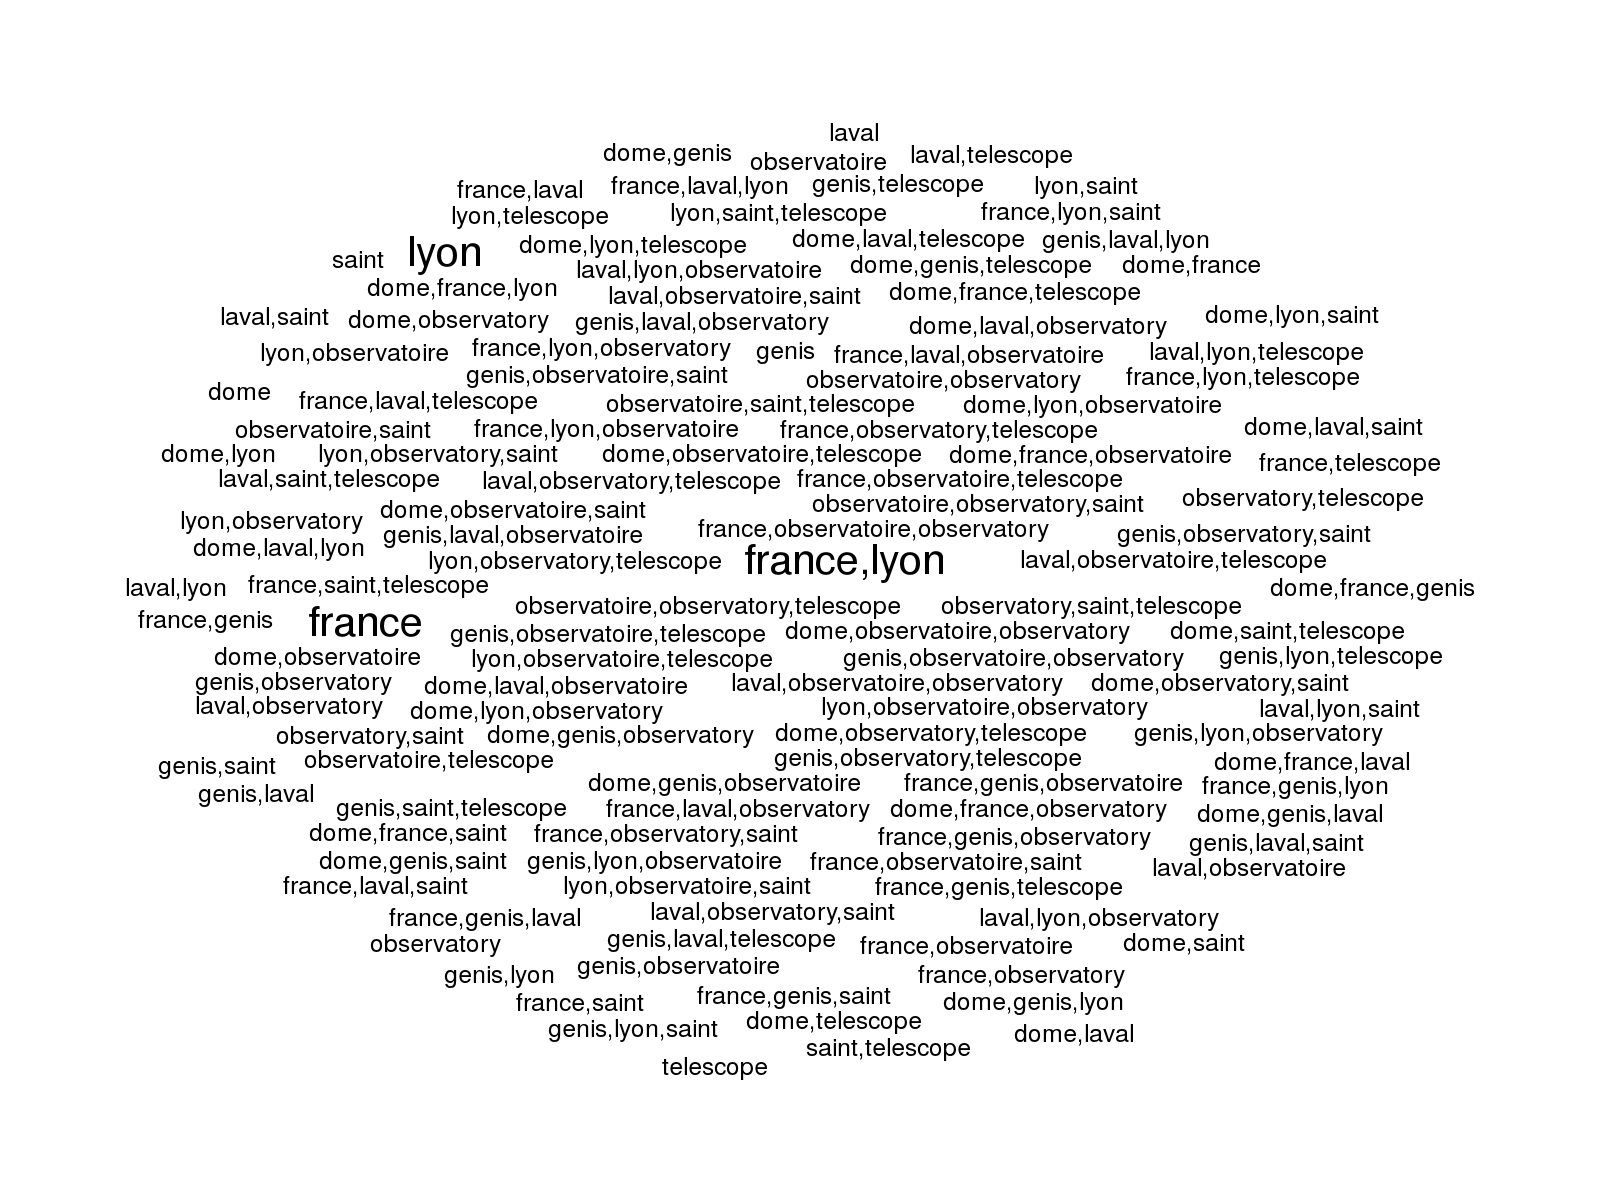 laval
dome,genis observatoire laval,telescope
france,laval france,laval,lyon genis,telescope lyon,saint
lyon,telescope lyon,saint,telescope france,lyon,saint
saint lyon dome,lyon,telescope dome,laval,telescope genis,laval,lyon
laval,lyon,observatoire dome,genis,telescope dome,france
dome,france,lyon laval,observatoire,saint dome,france,telescope
laval,saint dome,observatory genis,laval,observatory dome,laval,observatory dome,lyon,saint
lyon,observatoire france,lyon,observatory genis france,laval,observatoire laval,lyon,telescope
genis,observatoire,saint observatoire,observatory france,lyon,telescope
dome france,laval,telescope observatoire,saint,telescope dome,lyon,observatoire
observatoire,saint france,lyon,observatoire france,observatory,telescope dome,laval,saint
dome,lyon lyon,observatory,saint dome,observatoire,telescope dome,france,observatoire france,telescope
laval,saint,telescope laval,observatory,telescope france,observatoire,telescope
dome,observatoire,saint observatoire,observatory,saint observatory,telescope
lyon,observatory genis,laval,observatoire france,observatoire,observatory genis,observatory,saint
dome,laval,lyon lyon,observatory,telescope france,lyon laval,observatoire,telescope
laval,lyon france,saint,telescope dome,france,genis
france,genis france observatoire,observatory,telescope observatory,saint,telescope
genis,observatoire,telescope dome,observatoire,observatory dome,saint,telescope
dome,observatoire lyon,observatoire,telescope genis,observatoire,observatory genis,lyon,telescope
genis,observatory dome,laval,observatoire laval,observatoire,observatory dome,observatory,saint
laval,observatory dome,lyon,observatory lyon,observatoire,observatory laval,lyon,saint
observatory,saint dome,genis,observatory dome,observatory,telescope genis,lyon,observatory
genis,saint observatoire,telescope genis,observatory,telescope dome,france,laval
genis,laval dome,genis,observatoire france,genis,observatoire france,genis,lyon
genis,saint,telescope france,laval,observatory dome,france,observatory dome,genis,laval
dome,france,saint france,observatory,saint france,genis,observatory genis,laval,saint
dome,genis,saint genis,lyon,observatoire france,observatoire,saint laval,observatoire
france,laval,saint lyon,observatoire,saint france,genis,telescope
france,genis,laval laval,observatory,saint laval,lyon,observatory
observatory genis,laval,telescope france,observatoire dome,saint
genis,lyon genis,observatoire france,observatory
france,saint france,genis,saint dome,genis,lyon
genis,lyon,saint dome,telescope dome,laval
saint,telescope
telescope